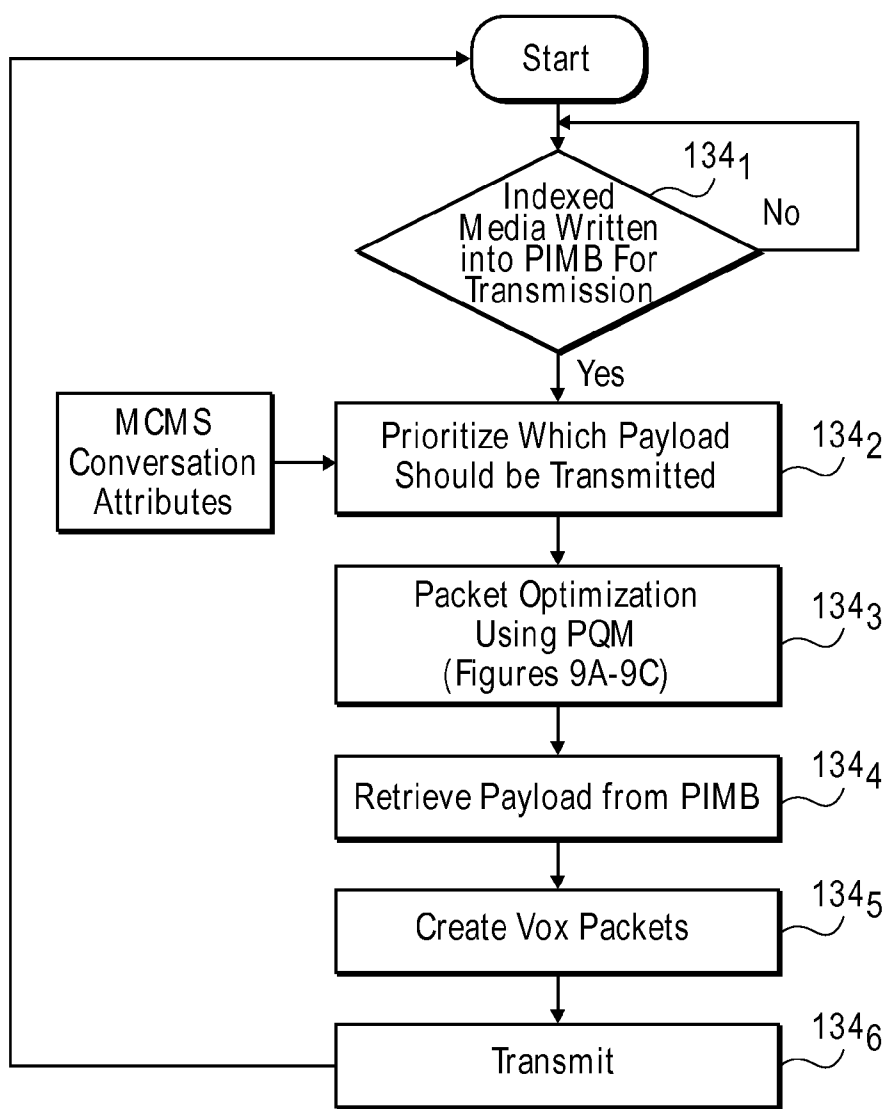 Start
134₁
Indexed
Media Written
into PIMB For
Transmission
No
Yes
MCMS
Conversation
Attributes
Prioritize Which Payload
Should be Transmitted
134₂
Packet Optimization
Using PQM
(Figures 9A-9C)
134₃
Retrieve Payload from PIMB
134₄
Create Vox Packets
134₅
Transmit
134₆